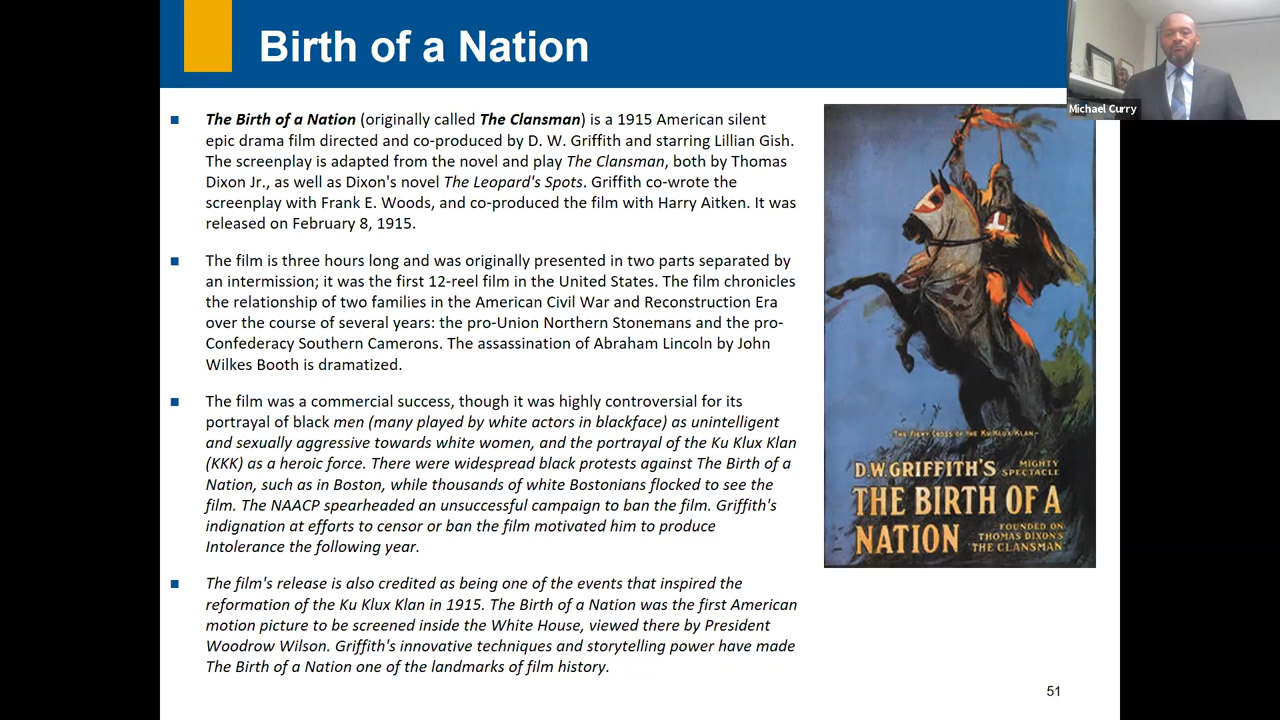 Birth of a Nation
Michael Curry
The Birth of a Nation (originally called The Clansman) is a 1915 American silent
epic drama film directed and co-produced by D. W. Griffith and starring Lillian Gish.
The screenplay is adapted from the novel and play The Clansman, both by Thomas
Dixon Jr., as well as Dixon's novel The Leopard's Spots. Griffith co-wrote the
screenplay with Frank E. Woods, and co-produced the film with Harry Aitken. It was
released on February 8, 1915.
The film is three hours long and was originally presented in two parts separated by
an intermission; it was the first 12-reel film in the United States. The film chronicles
the relationship of two families in the American Civil War and Reconstruction Era
over the course of several years: the pro-Union Northern Stonemans and the pro-
Confederacy Southern Camerons. The assassination of Abraham Lincoln by John
Wilkes Booth is dramatized.
The film was a commercial success, though it was highly controversial for its
portrayal of black men (many played by white actors in blackface) as unintelligent
and sexually aggressive towards white women, and the portrayal of the Ku Klux Klan
(KKK) as a heroic force. There were widespread black protests against The Birth of a
Nation, such as in Boston, while thousands of white Bostonians flocked to see the
film. The NAACP spearheaded an unsuccessful campaign to ban the film. Griffith's
indignation at efforts to censor or ban the film motivated him to produce
Intolerance the following year.
The film's release is also credited as being one of the events that inspired the
reformation of the Ku Klux Klan in 1915. The Birth of a Nation was the first American
motion picture to be screened inside the White House, viewed there by President
Woodrow Wilson. Griffith's innovative techniques and storytelling power have made
The Birth of a Nation one of the landmarks of film history.
THE FIERY CROSS OF THE KU KLUX KLAN
D.W. GRIFFITH'S
MIGHTY
SPECTACLE
THE BIRTH OF A
NATION
FOUNDED ON
THOMAS DIXON'S
THE CLANSMAN
51